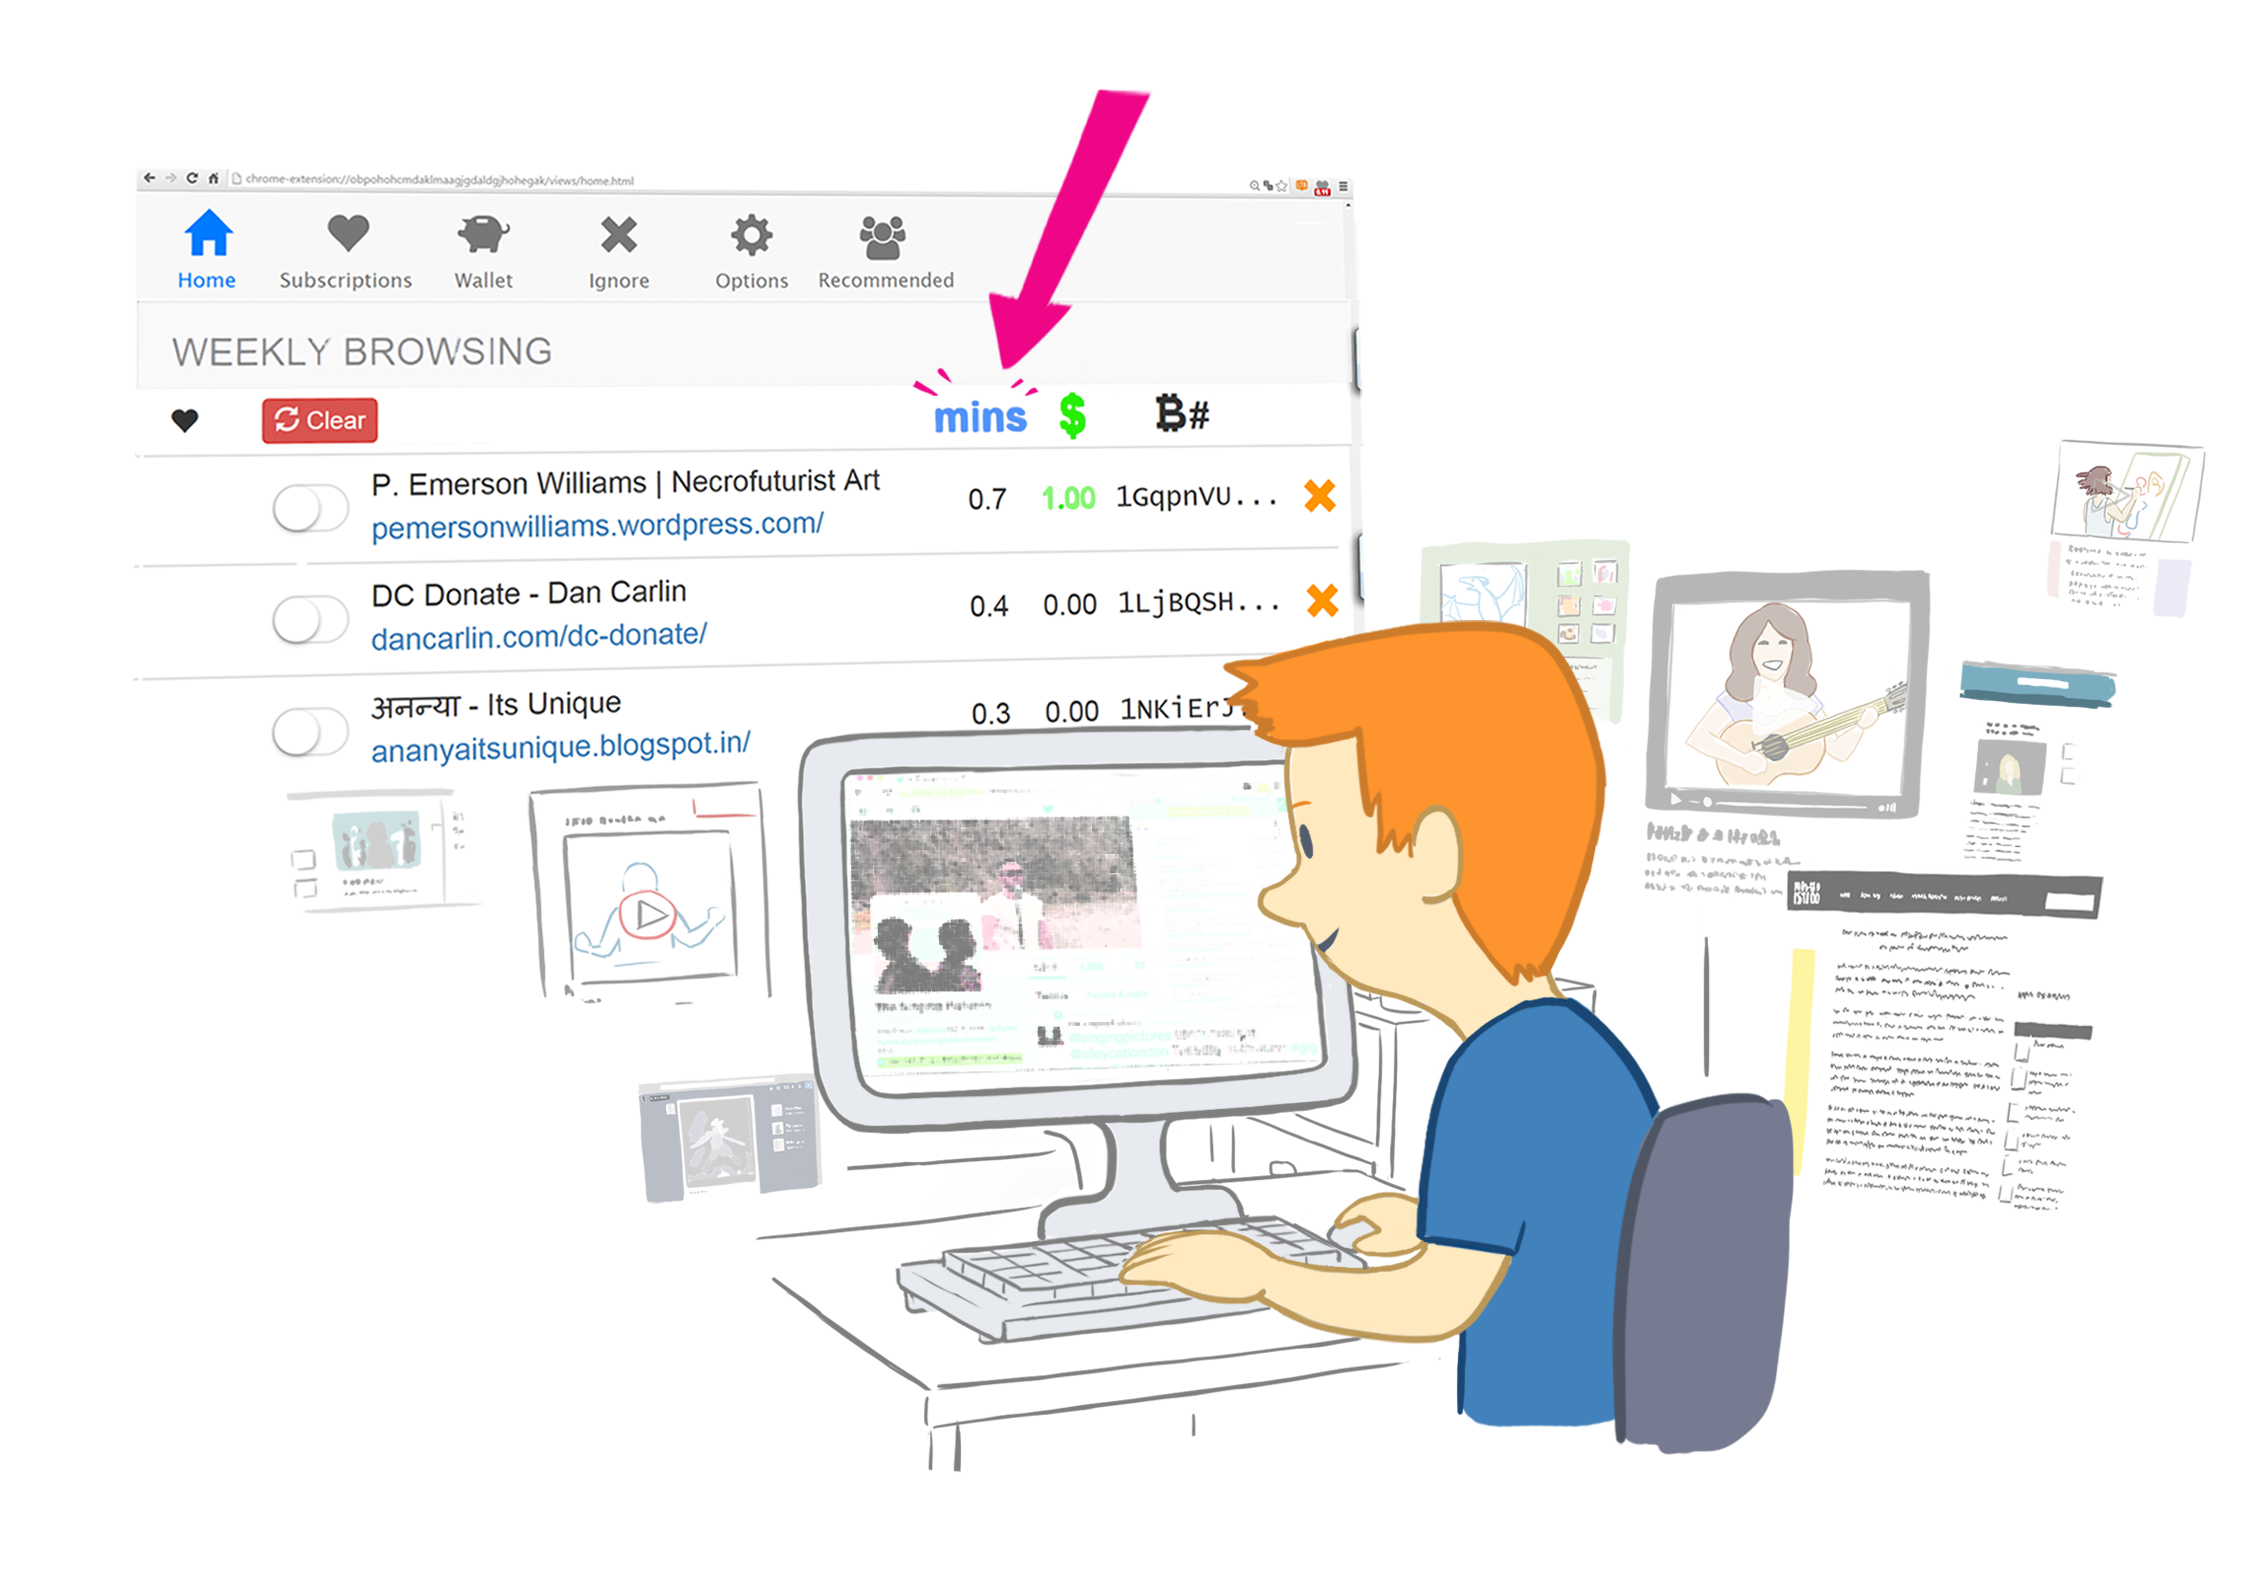 chrome-extension://obpohohcmdaklmaagjgdaldgjhohegak/views/home.html
Home Subscriptions Wallet Ignore Options Recommended
WEEKLY BROWSING
Clear mins $ ₿#
P. Emerson Williams | Necrofuturist Art 0.7 1.00 1GqpnVU...
pemersonwilliams.wordpress.com/
DC Donate - Dan Carlin 0.4 0.00 1LjBQSH...
dancarlin.com/dc-donate/
अनन्या - Its Unique 0.3 0.00 1NKiErJ.
ananyaitsunique.blogspot.in/
@singingpictures
@alleycatlondon